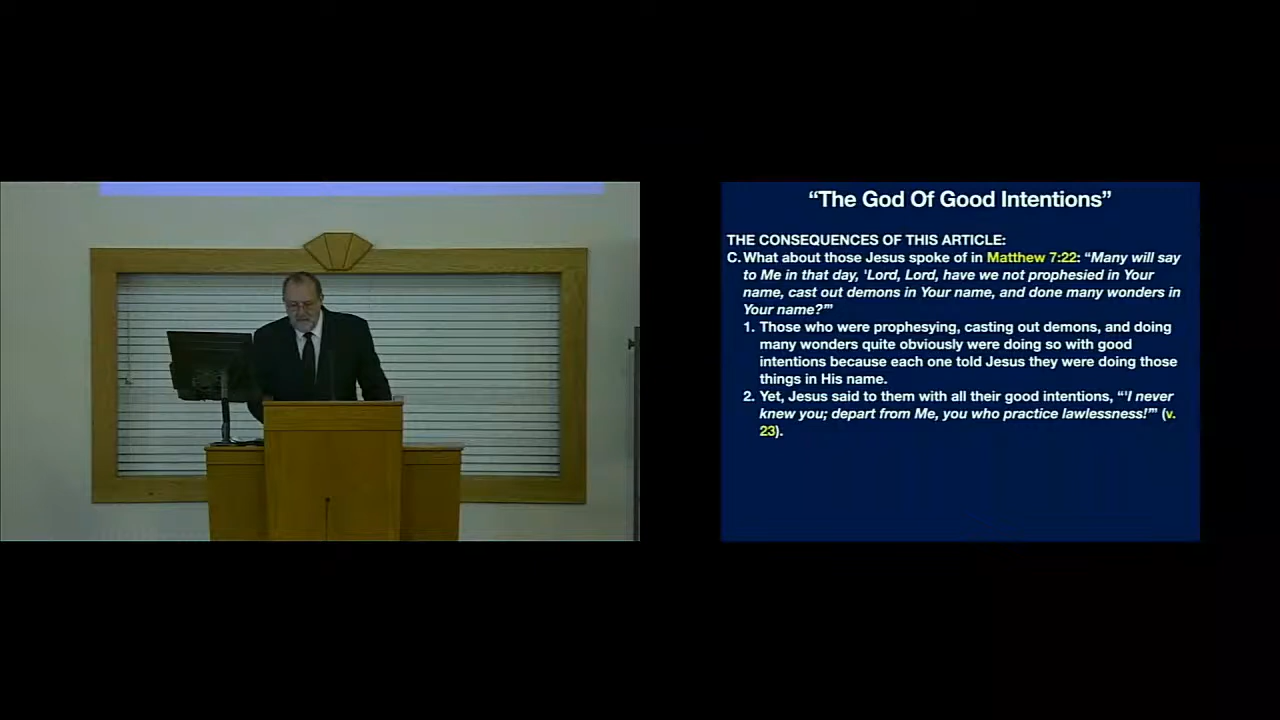 “The God Of Good Intentions”
THE CONSEQUENCES OF THIS ARTICLE:
C. What about those Jesus spoke of in Matthew 7:22: “Many will say
to Me in that day, 'Lord, Lord, have we not prophesied in Your
name, cast out demons in Your name, and done many wonders in
Your name?’”
1. Those who were prophesying, casting out demons, and doing
many wonders quite obviously were doing so with good
intentions because each one told Jesus they were doing those
things in His name.
2. Yet, Jesus said to them with all their good intentions, “‘I never
knew you; depart from Me, you who practice lawlessness!’” (v.
23).